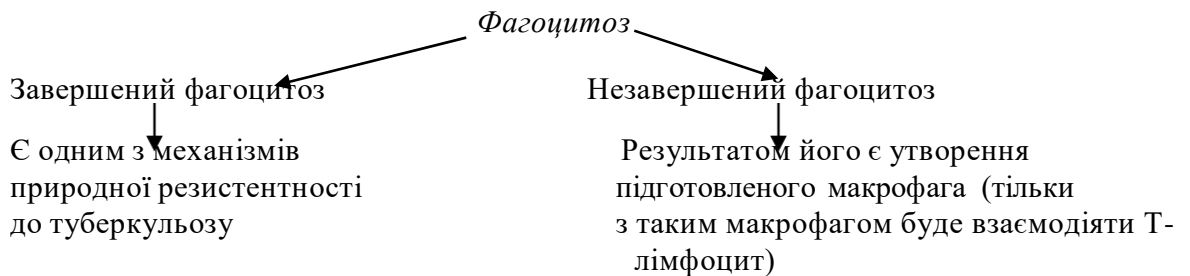 Фагоцитоз
Завершений фагоцитоз
Незавершений фагоцитоз
Є одним з механізмів
природної резистентності
до туберкульозу
Результатом його є утворення
підготовленого макрофага (тільки
з таким макрофагом буде взаємодіяти Т-
лімфоцит)